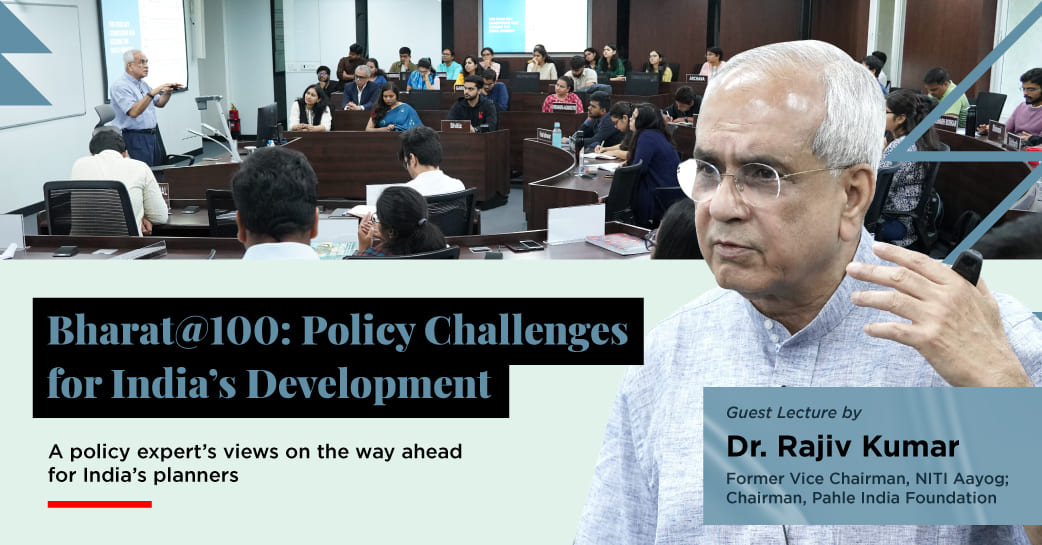 Bharat@100: Policy Challenges
for India's Development
A policy expert's views on the way ahead
for India's planners
Guest Lecture by
Dr. Rajiv Kumar
Former Vice Chairman, NITI Aayog;
Chairman, Pahle India Foundation